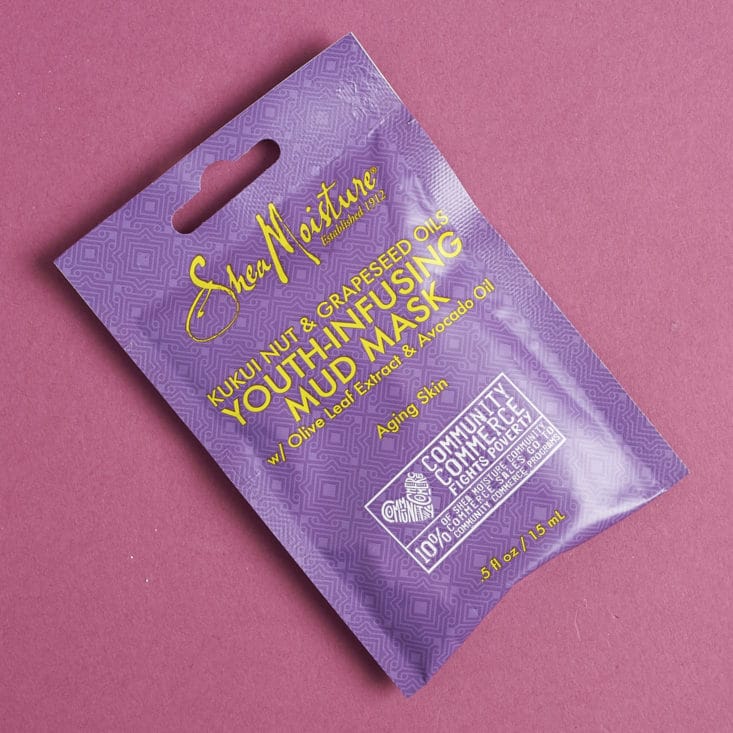 SheaMoisture®
Established 1912
KUKUI NUT & GRAPESEED OILS
YOUTH-INFUSING
MUD MASK
w/ Olive Leaf Extract & Avocado Oil
Aging Skin
COMMUNITY COMMERCE
COMMUNITY
COMMERCE
FIGHTS POVERTY
10% OF SHEA MOISTURE COMMUNITY
COMMERCE SALES GO TO
COMMUNITY COMMERCE PROGRAMS
.5 fl oz / 15 mL